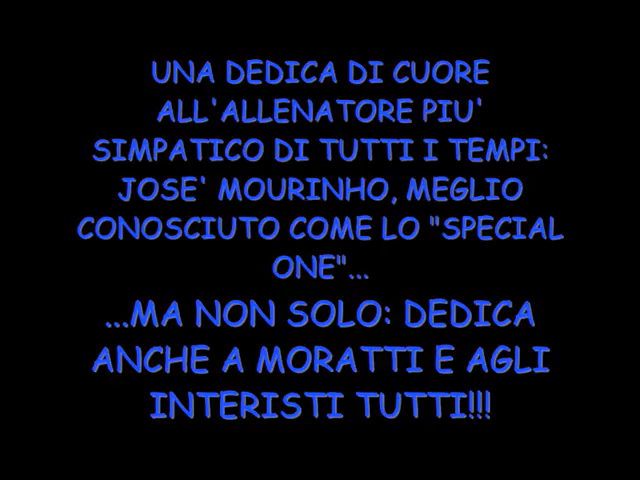 UNA DEDICA DI CUORE
ALL'ALLENATORE PIU'
SIMPATICO DI TUTTI I TEMPI:
JOSE' MOURINHO, MEGLIO
CONOSCIUTO COME LO "SPECIAL
ONE"...
...MA NON SOLO: DEDICA
ANCHE A MORATTI E AGLI
INTERISTI TUTTI!!!